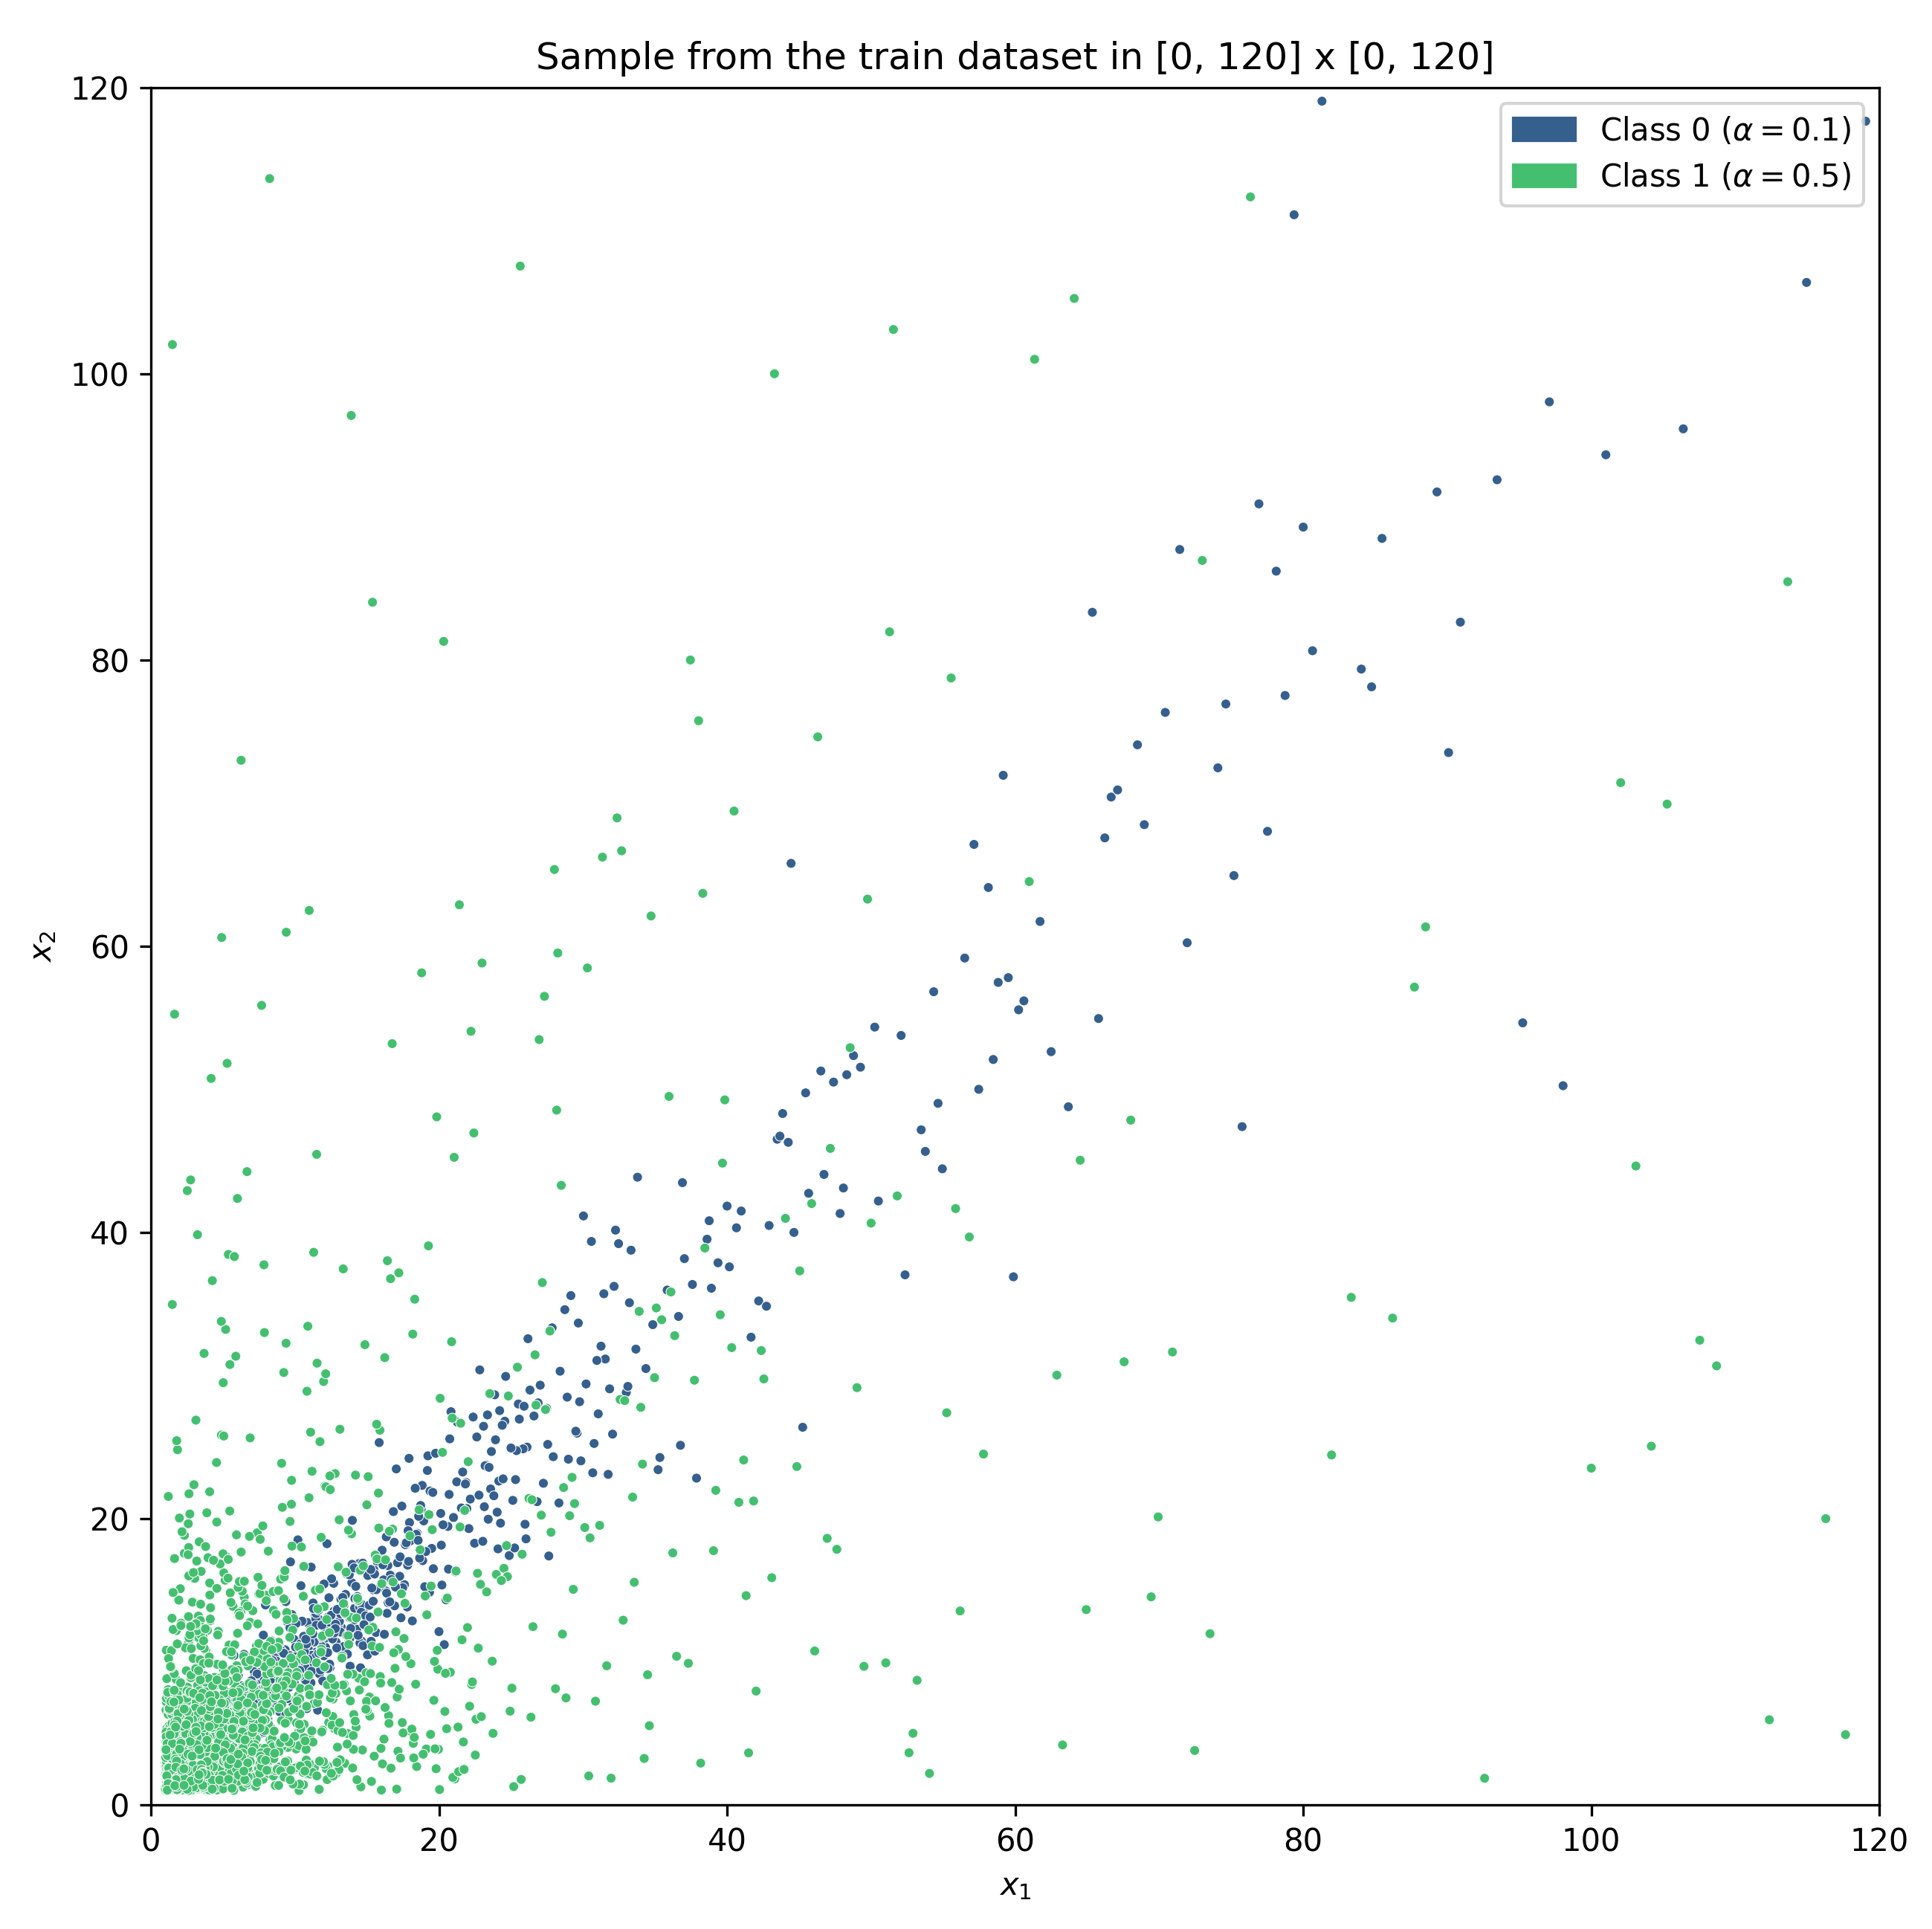 Sample from the train dataset in [0, 120] x [0, 120]
Class 0 (α = 0.1)
Class 1 (α = 0.5)
120
100
80
60
40
20
0
x₂
0 20 40 60 80 100 120
x₁